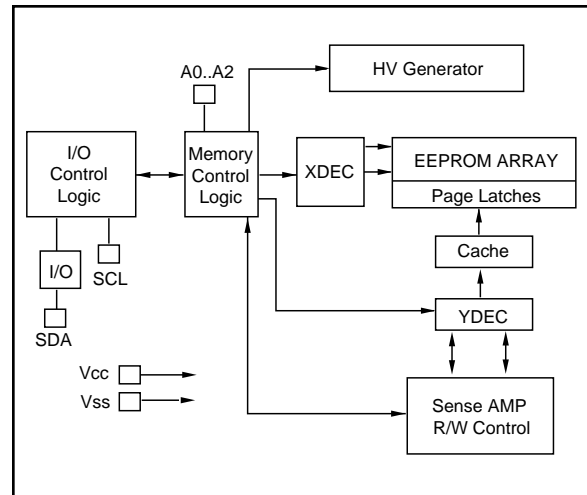 A0..A2
HV Generator
I/O
Control
Logic
Memory
Control
Logic
XDEC
EEPROM ARRAY
Page Latches
Cache
I/O
SCL
SDA
YDEC
Vcc
Vss
Sense AMP
R/W Control